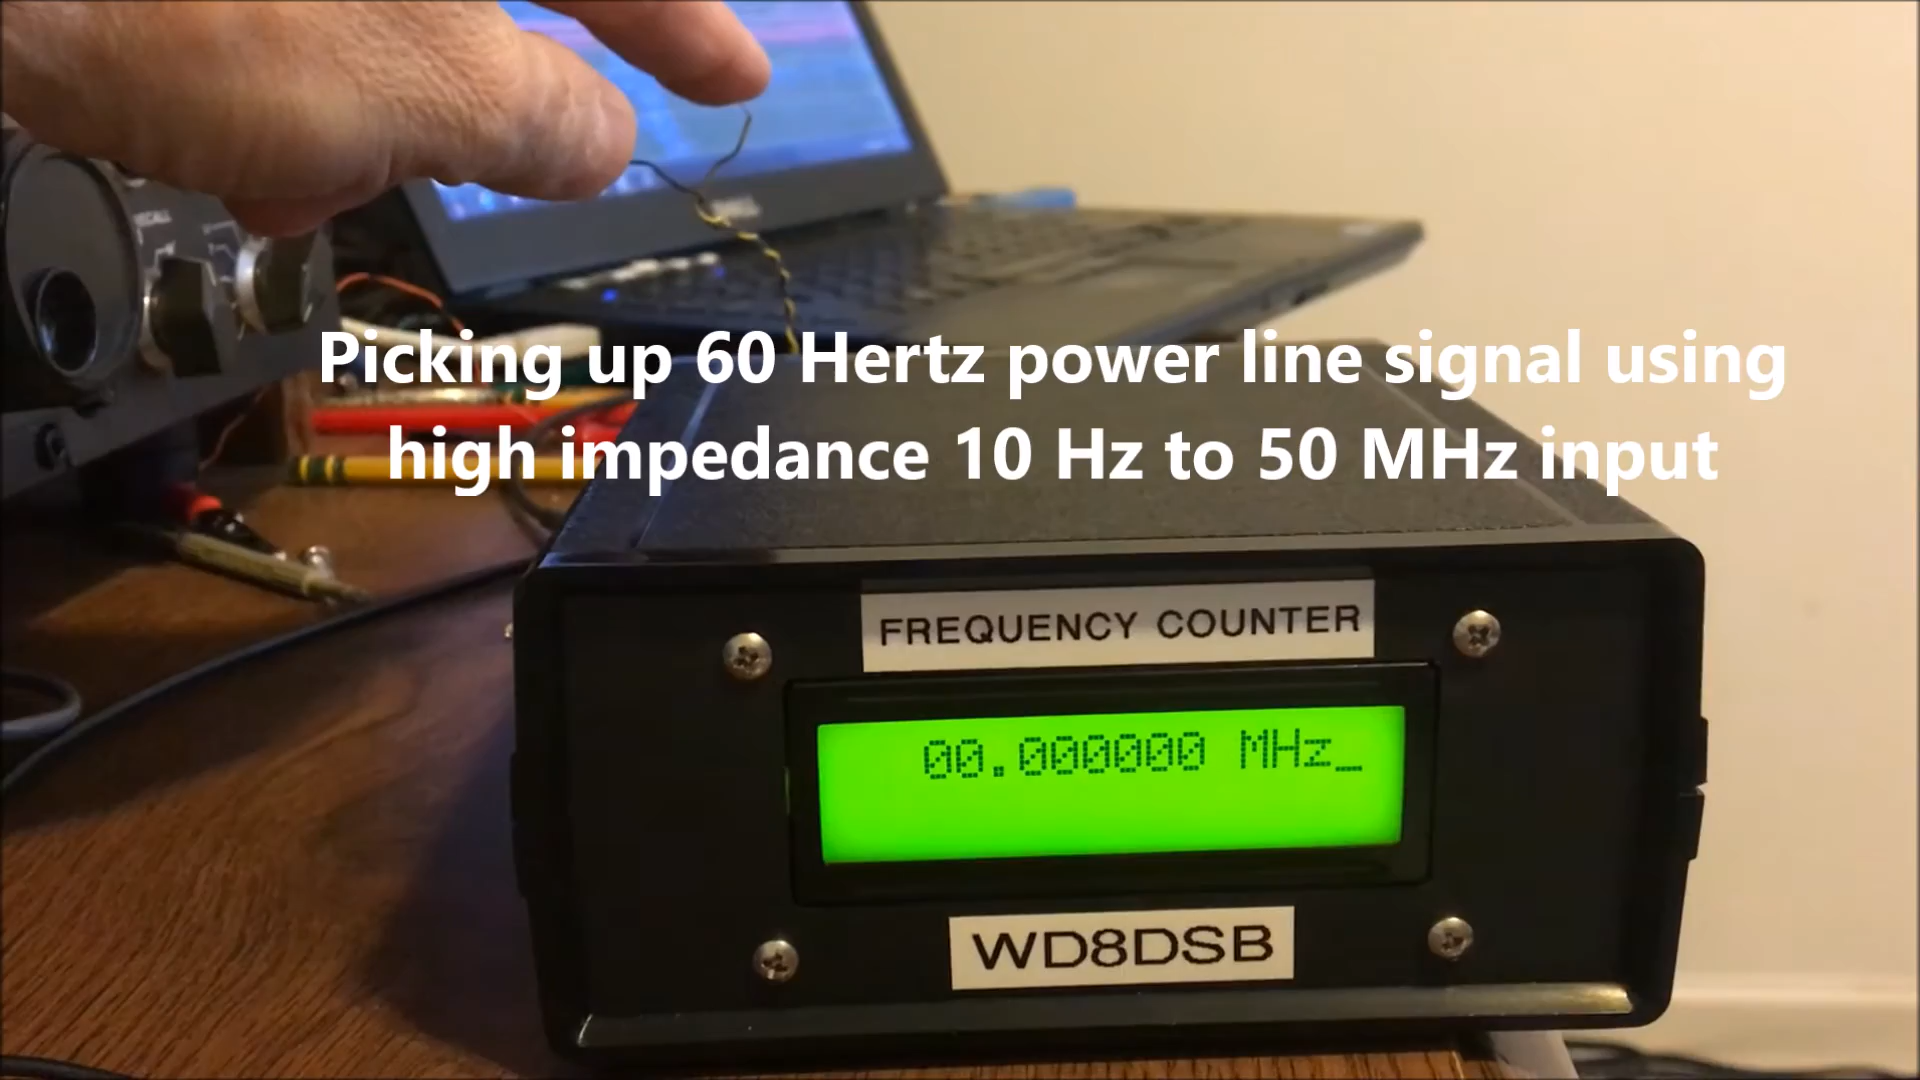 Picking up 60 Hertz power line signal using
high impedance 10 Hz to 50 MHz input
FREQUENCY COUNTER
00.000000 MHz_
WD8DSB